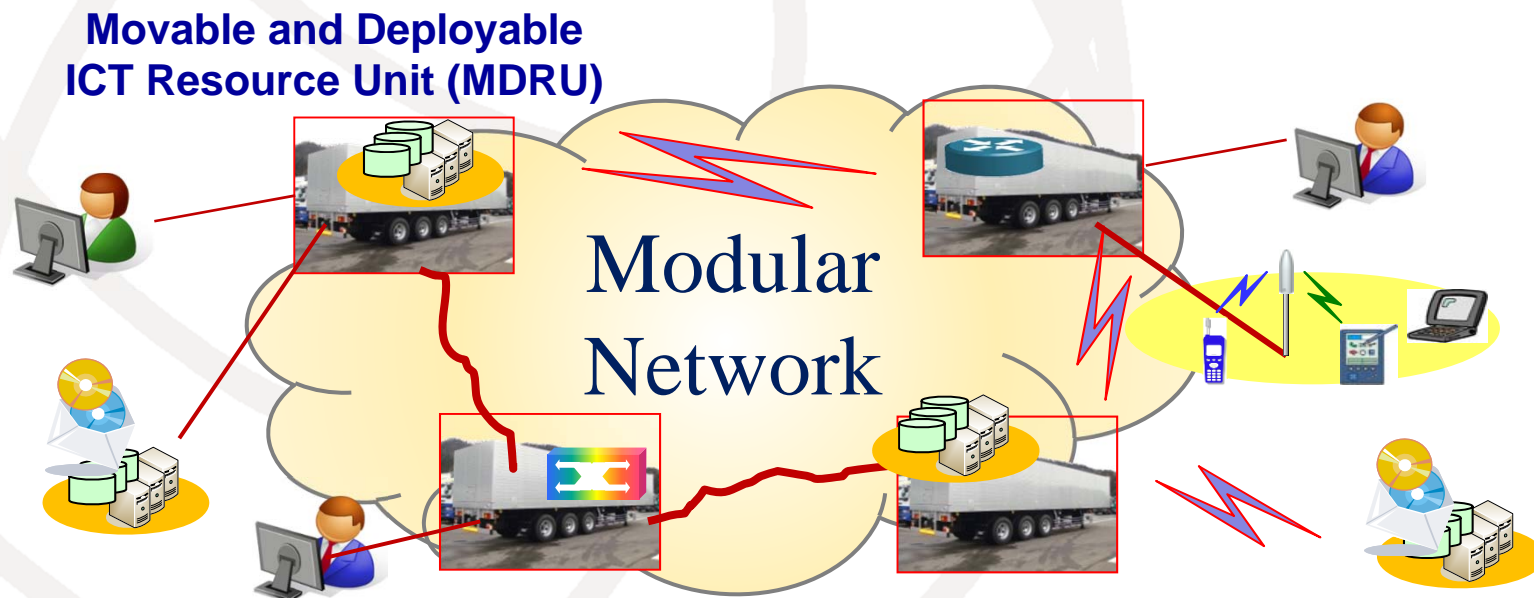 Movable and Deployable
ICT Resource Unit (MDRU)
Modular
Network